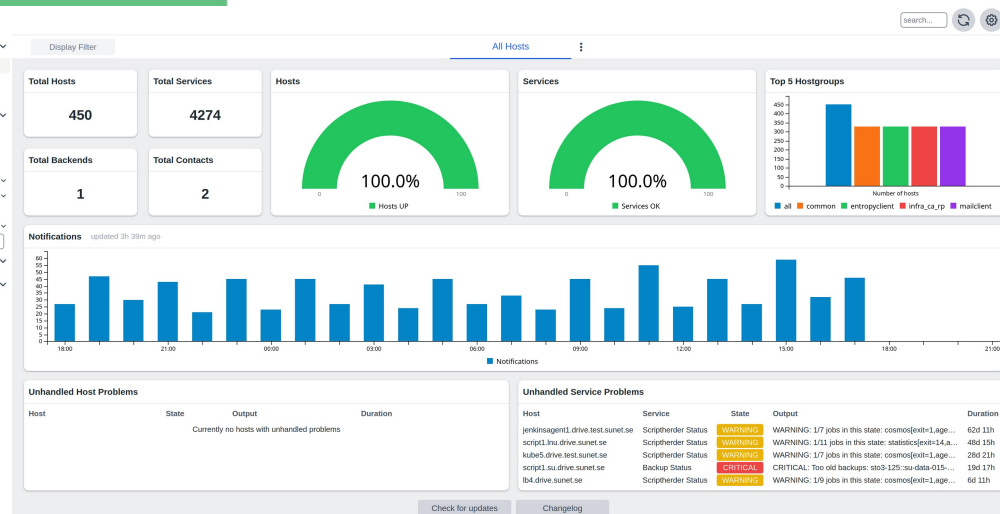 search...
Display Filter
All Hosts
Total Hosts
450
Total Services
4274
Total Backends
1
Total Contacts
2
Hosts
100.0%
0 100
Hosts UP
Services
100.0%
0 100
Services OK
Top 5 Hostgroups
450
400
350
300
250
200
150
100
50
0
Number of hosts
all common entropyclient infra_ca_rp mailclient
Notifications updated 3h 39m ago
60
55
50
45
40
35
30
25
20
15
10
5
0
18:00 21:00 00:00 03:00 06:00 09:00 12:00 15:00 18:00 21:00
Notifications
Unhandled Host Problems
Host State Output Duration
Currently no hosts with unhandled problems
Unhandled Service Problems
Host Service State Output Duration
jenkinsagent1.drive.test.sunet.se Scriptherder Status WARNING WARNING: 1/7 jobs in this state: cosmos[exit=1,age... 62d 11h
script1.lnu.drive.sunet.se Scriptherder Status WARNING WARNING: 1/11 jobs in this state: statistics[exit=14,a... 48d 15h
kube5.drive.test.sunet.se Scriptherder Status WARNING WARNING: 1/7 jobs in this state: cosmos[exit=1,age... 28d 21h
script1.su.drive.sunet.se Backup Status CRITICAL CRITICAL: Too old backups: sto3-125::su-data-015-... 19d 17h
lb4.drive.sunet.se Scriptherder Status WARNING WARNING: 1/9 jobs in this state: cosmos[exit=1,age... 6d 11h
Check for updates
Changelog